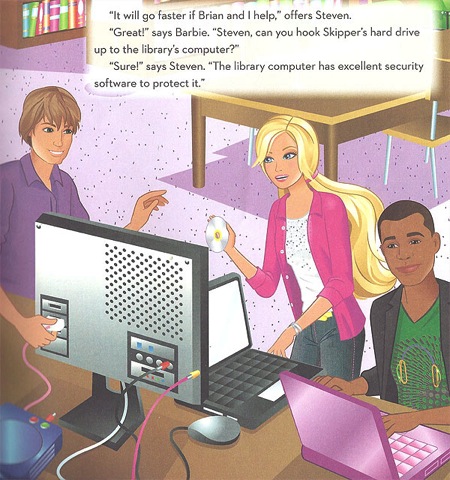 “It will go faster if Brian and I help,” offers Steven.
“Great!” says Barbie. “Steven, can you hook Skipper’s hard drive
up to the library’s computer?”
“Sure!” says Steven. “The library computer has excellent security
software to protect it.”